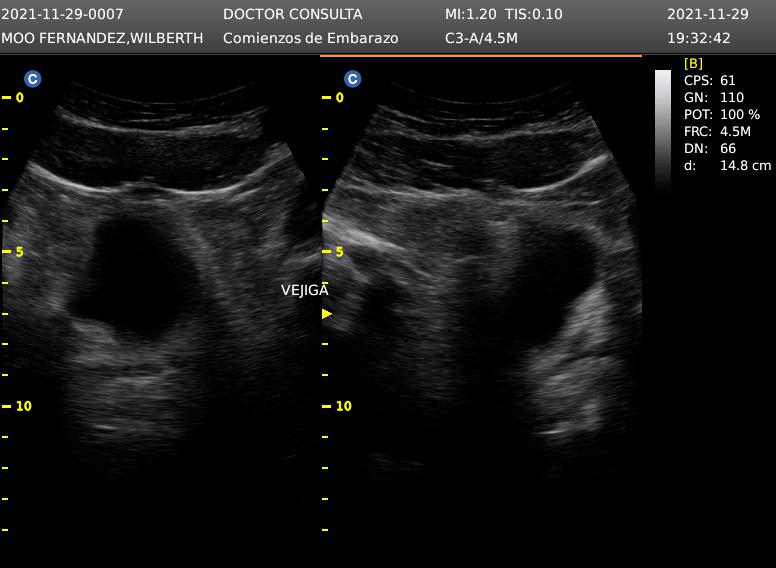 2021-11-29-0007 DOCTOR CONSULTA MI:1.20 TIS:0.10 2021-11-29
MOO FERNANDEZ,WILBERTH Comienzos de Embarazo C3-A/4.5M 19:32:42
[B]
CPS: 61
GN: 110
POT: 100 %
FRC: 4.5M
DN: 66
d: 14.8 cm
C C
0 0
5 5
VEJIGA
10 10